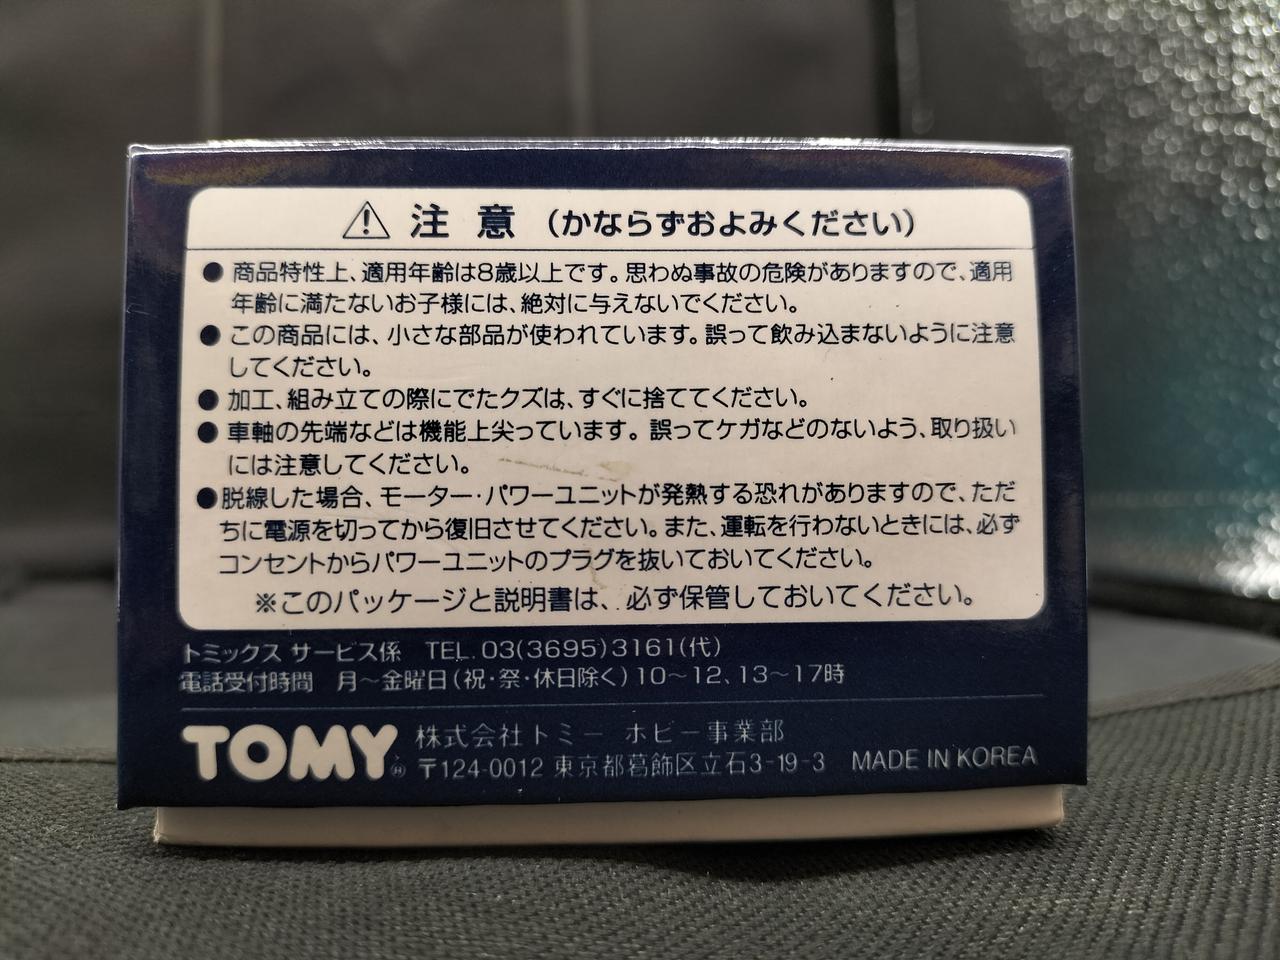 ⚠ 注意 (かならずおよみください)
●商品特性上、適用年齢は8歳以上です。思わぬ事故の危険がありますので、適用
年齢に満たないお子様には、絶対に与えないでください。
●この商品には、小さな部品が使われています。誤って飲み込まないように注意
してください。
●加工、組み立ての際にでたクズは、すぐに捨ててください。
●車軸の先端などは機能上尖っています。誤ってケガなどのないよう、取り扱い
には注意してください。
●脱線した場合、モーター・パワーユニットが発熱する恐れがありますので、ただ
ちに電源を切ってから復旧させてください。また、運転を行わないときには、必ず
コンセントからパワーユニットのプラグを抜いておいてください。
※このパッケージと説明書は、必ず保管しておいてください。
トミックス サービス係 TEL.03(3695)3161(代)
電話受付時間 月～金曜日(祝・祭・休日除く)10～12、13～17時
TOMY® 株式会社トミー ホビー事業部
〒124-0012 東京都葛飾区立石3-19-3 MADE IN KOREA